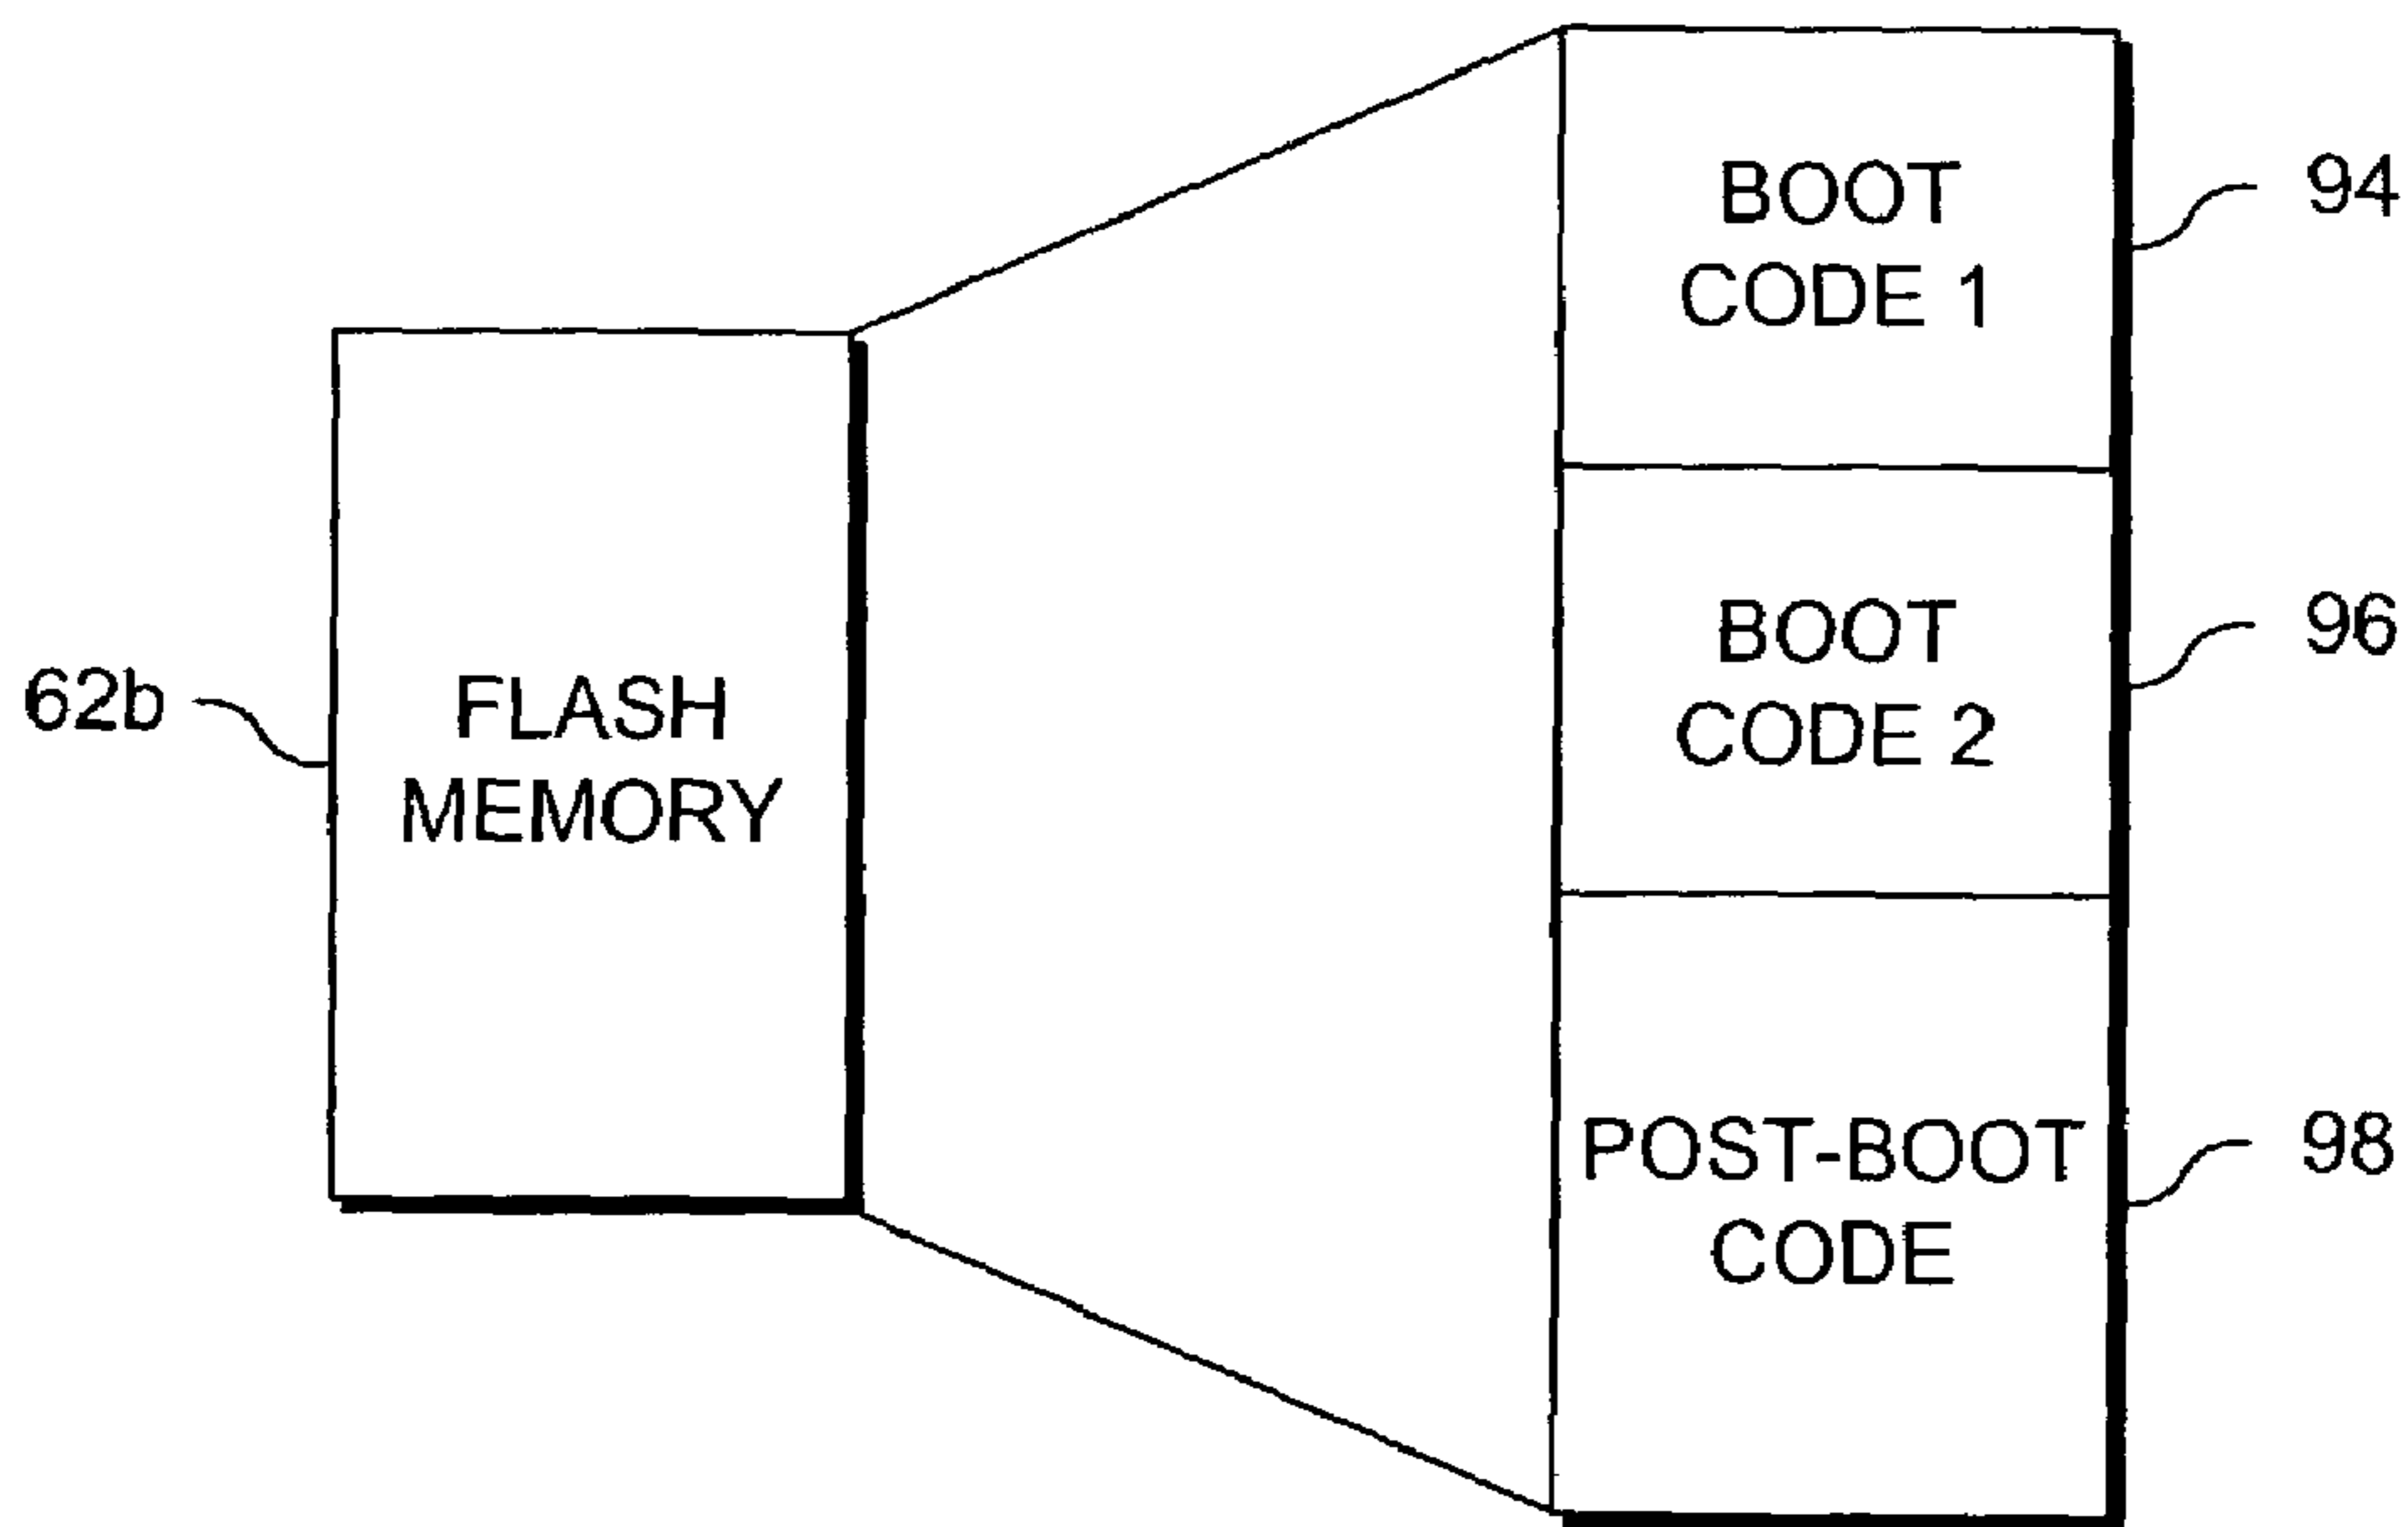 62b
FLASH
MEMORY
BOOT
CODE 1
94
BOOT
CODE 2
96
POST-BOOT
CODE
98